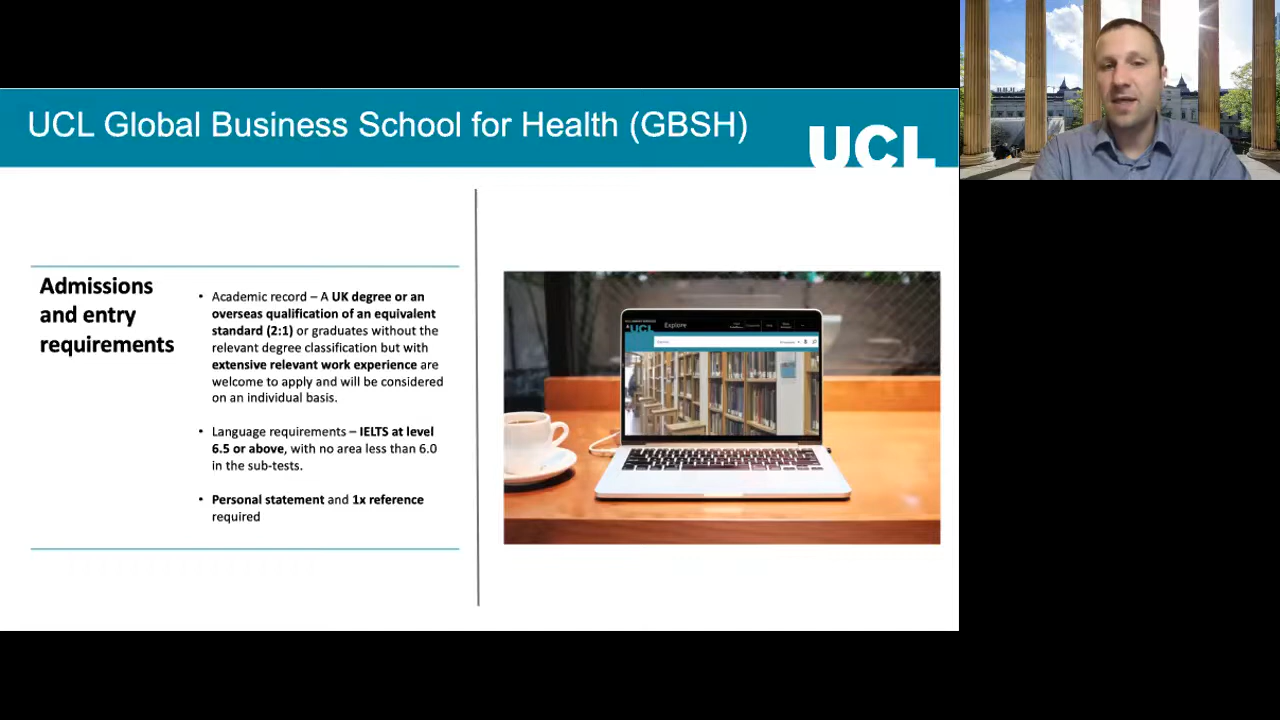 UCL Global Business School for Health (GBSH)
UCL
Admissions
and entry
requirements
• Academic record – A UK degree or an
overseas qualification of an equivalent
standard (2:1) or graduates without the
relevant degree classification but with
extensive relevant work experience are
welcome to apply and will be considered
on an individual basis.
• Language requirements – IELTS at level
6.5 or above, with no area less than 6.0
in the sub-tests.
• Personal statement and 1x reference
required
UCL
Explore